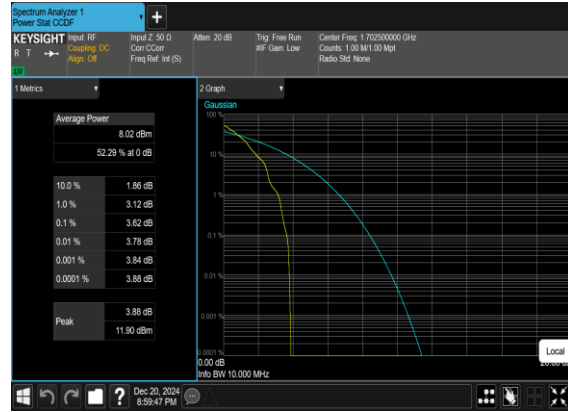 Spectrum Analyzer 1
Power Stat CCDF
KEYSIGHT
R T
LM
Input: RF
Coupling: DC
Align: Off
Input Z: 50 Ω
Corr CCorr
Freq Ref: Int (S)
Atten: 20 dB
Trig: Free Run
#IF Gain: Low
Center Freq: 1.702500000 GHz
Counts: 1.00 M/1.00 Mpt
Radio Std: None
1 Metrics
Average Power
8.02 dBm
52.29 % at 0 dB
10.0 % 1.86 dB
1.0 % 3.12 dB
0.1 % 3.62 dB
0.01 % 3.78 dB
0.001 % 3.84 dB
0.0001 % 3.88 dB
Peak
3.88 dB
11.90 dBm
2 Graph
Gaussian
100 %
10 %
1 %
0.1 %
0.01 %
0.001 %
0.0001 %
0.00 dB
Info BW 10.000 MHz
Local
?
Dec 20, 2024
8:59:47 PM